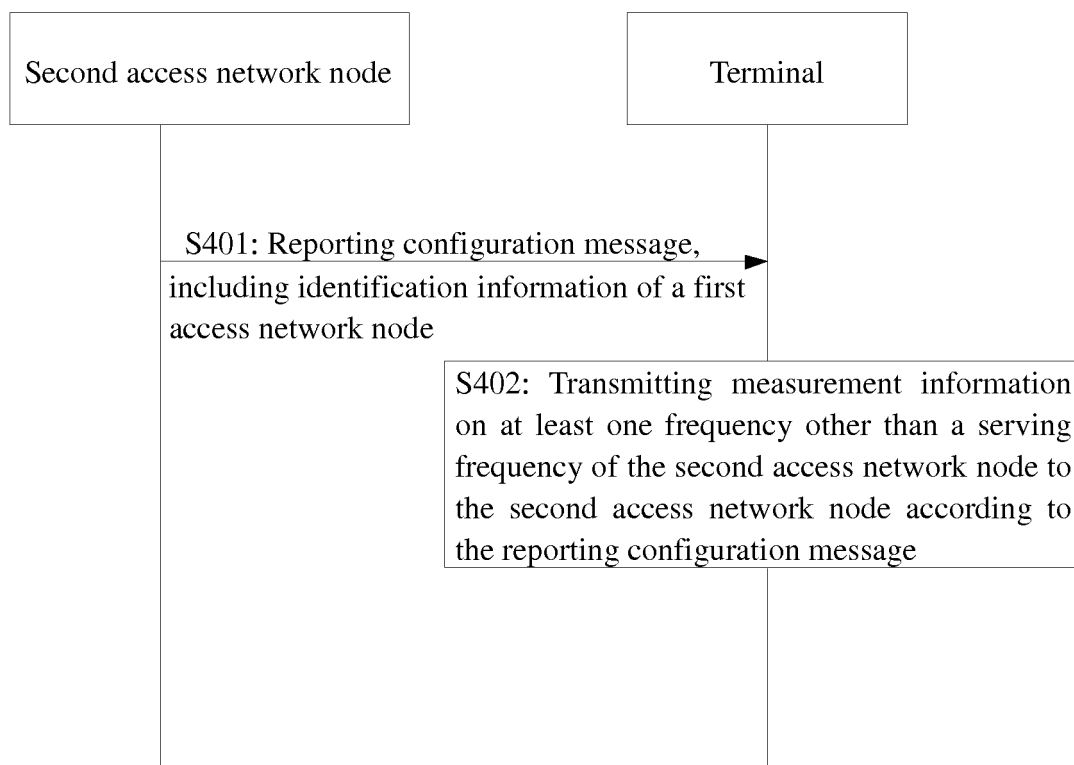 Second access network node
Terminal
S401: Reporting configuration message,
including identification information of a first
access network node
S402: Transmitting measurement information
on at least one frequency other than a serving
frequency of the second access network node to
the second access network node according to
the reporting configuration message